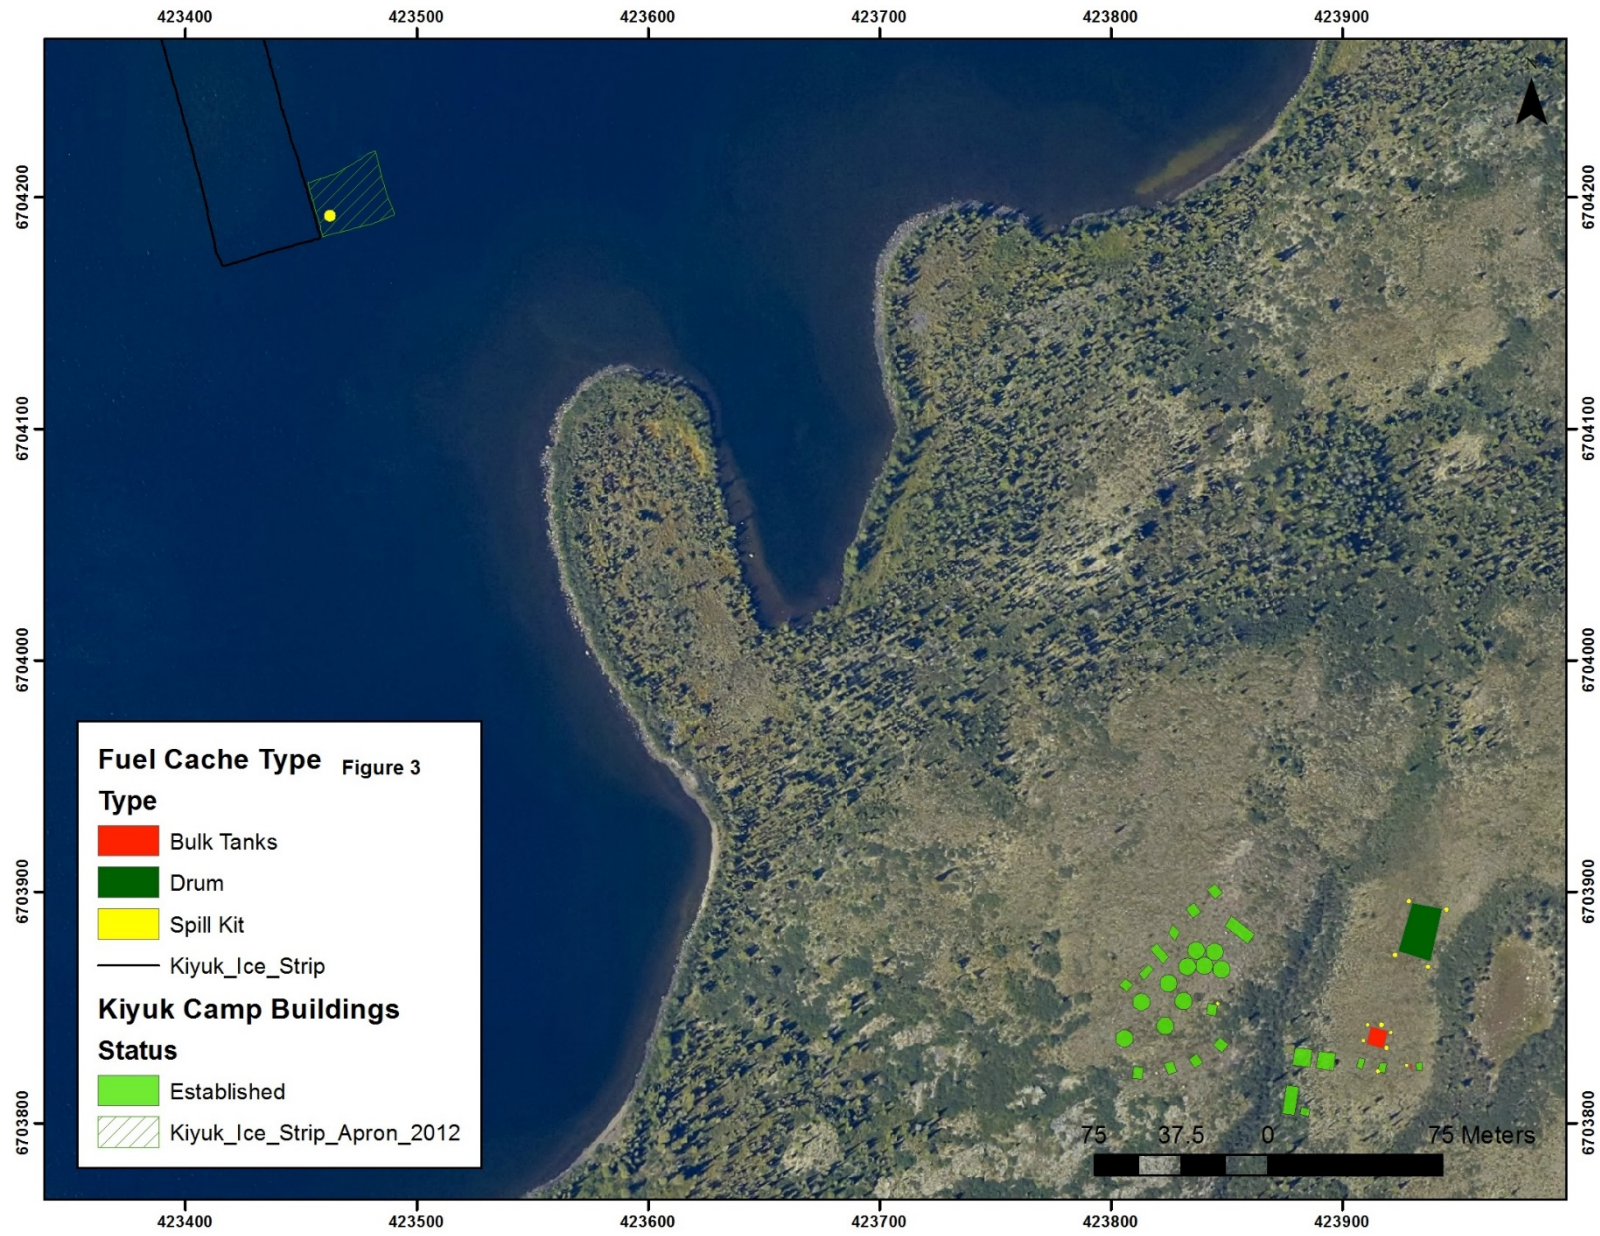 423400 423500 423600 423700 423800 423900
6704200 6704200
6704100 6704100
6704000 6704000
6703900 6703900
6703800 6703800
Fuel Cache Type Figure 3
Type
Bulk Tanks
Drum
Spill Kit
Kiyuk_Ice_Strip
Kiyuk Camp Buildings
Status
Established
Kiyuk_Ice_Strip_Apron_2012
75 37.5 0 75 Meters
423400 423500 423600 423700 423800 423900